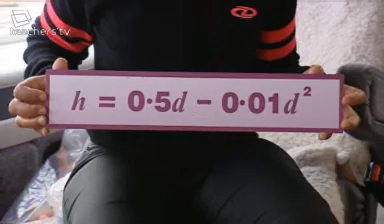 teachers tv
h = 0·5d − 0·01d²